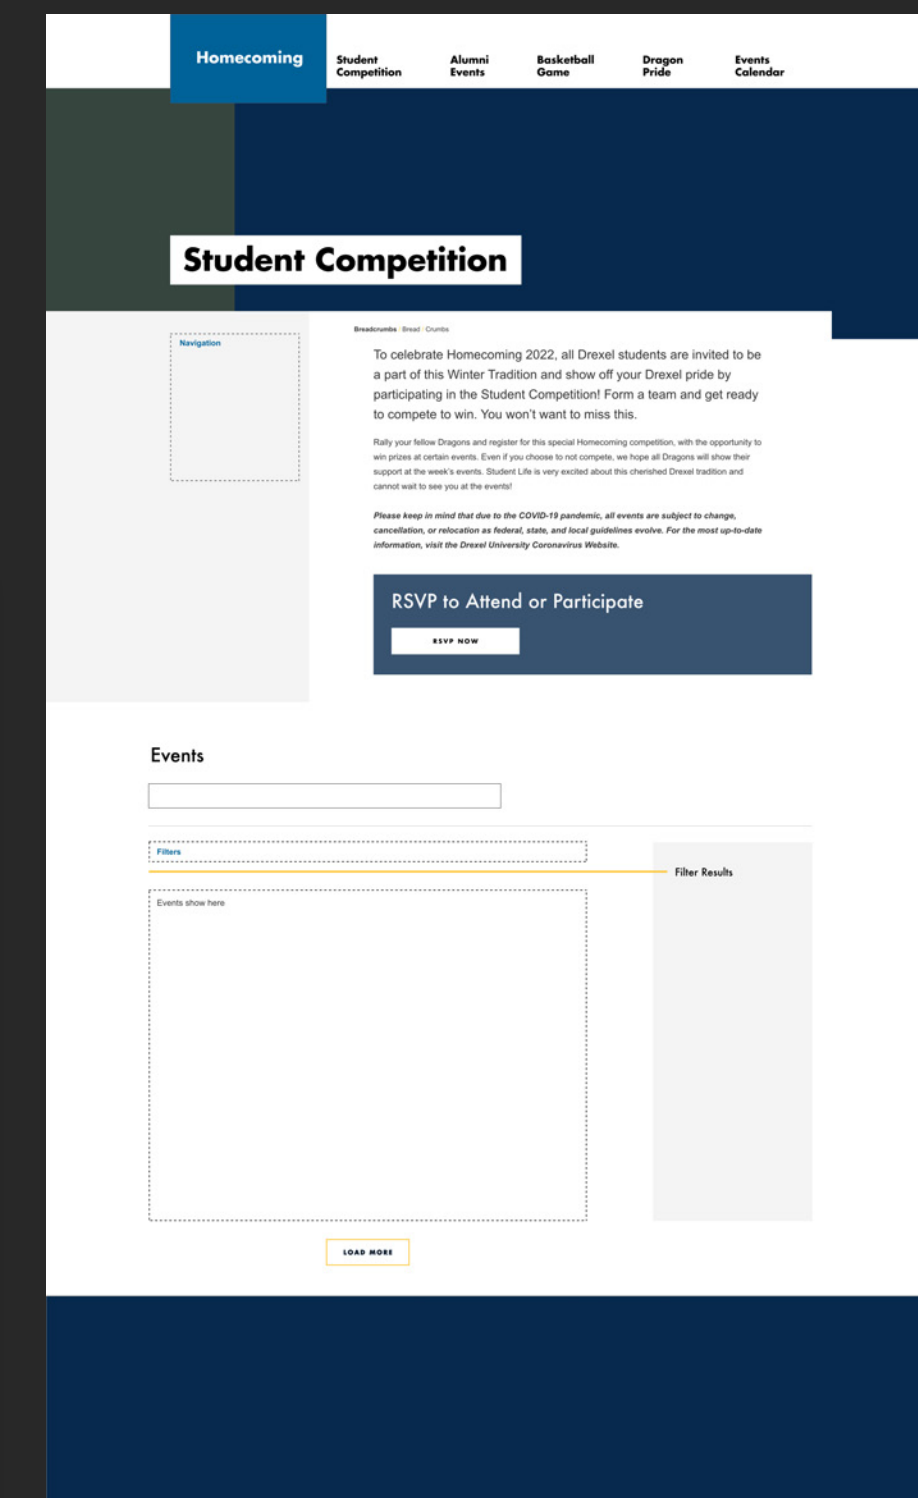 Homecoming
Student
Competition
Alumni
Events
Basketball
Game
Dragon
Pride
Events
Calendar
Student Competition
Navigation
Breadcrumbs / Bread / Crumbs
To celebrate Homecoming 2022, all Drexel students are invited to be
a part of this Winter Tradition and show off your Drexel pride by
participating in the Student Competition! Form a team and get ready
to compete to win. You won't want to miss this.
Rally your fellow Dragons and register for this special Homecoming competition, with the opportunity to
win prizes at certain events. Even if you choose to not compete, we hope all Dragons will show their
support at the week's events. Student Life is very excited about this cherished Drexel tradition and
cannot wait to see you at the events!
Please keep in mind that due to the COVID-19 pandemic, all events are subject to change,
cancellation, or relocation as federal, state, and local guidelines evolve. For the most up-to-date
information, visit the Drexel University Coronavirus Website.
RSVP to Attend or Participate
RSVP NOW
Events
Filters
Filter Results
Events show here
LOAD MORE